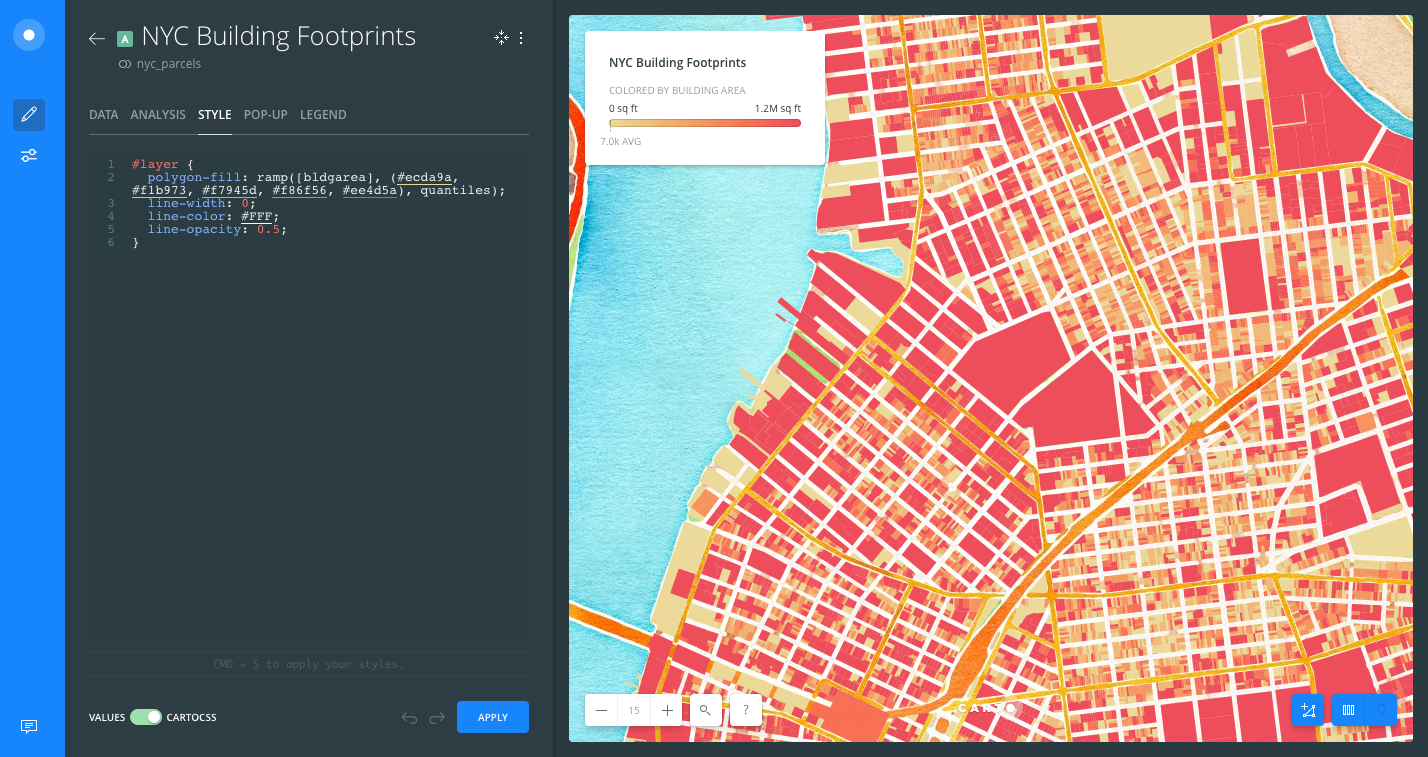 A NYC Building Footprints
nyc_parcels
DATA ANALYSIS STYLE POP-UP LEGEND
1 #layer {
2 polygon-fill: ramp([bldgarea], (#ecda9a,
#f1b973, #f7945d, #f86f56, #ee4d5a), quantiles);
3 line-width: 0;
4 line-color: #FFF;
5 line-opacity: 0.5;
6 }
CMD + S to apply your styles.
VALUES CARTOCSS
APPLY
NYC Building Footprints
COLORED BY BUILDING AREA
0 sq ft 1.2M sq ft
7.0k AVG
15
?
CARTO